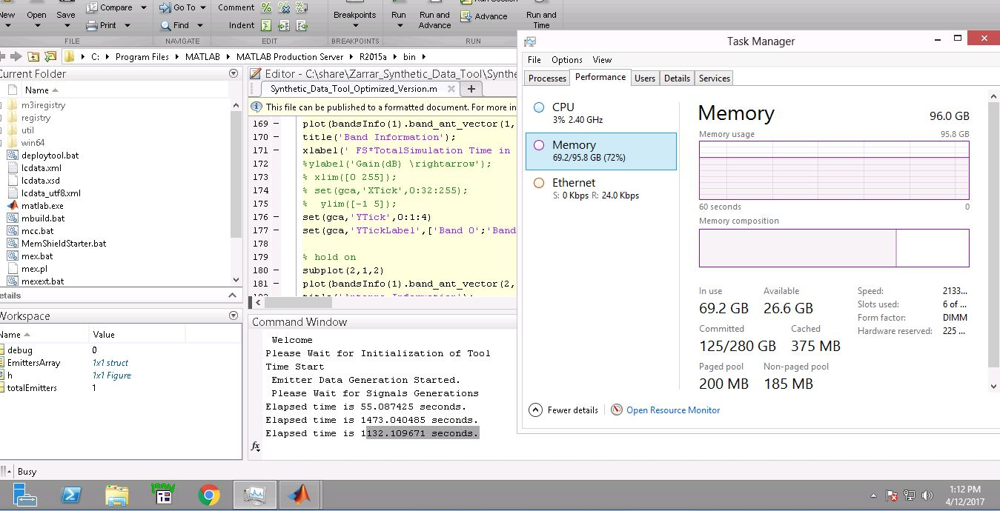 New
Open
Save
Compare
Print
Go To
Find
Comment
Indent
Breakpoints
Run
Run and
Advance
Advance
Run and
Time
FILE
NAVIGATE
EDIT
BREAKPOINTS
RUN
C: Program Files MATLAB MATLAB Production Server R2015a bin
Current Folder
Name
m3iregistry
registry
util
win64
deploytool.bat
lcdata.xml
lcdata.xsd
lcdata_utf8.xml
matlab.exe
mbuild.bat
mcc.bat
MemShieldStarter.bat
mex.bat
mex.pl
mexext.bat
etails
Workspace
Name Value
debug 0
EmittersArray 1x1 struct
h 1x1 Figure
totalEmitters 1
Editor - C:\share\Zarrar_Synthetic_Data_Tool\Synthe
Synthetic_Data_Tool_Optimized_Version.m
This file can be published to a formatted document. For more in
169 - plot(bandsInfo(1).band_ant_vector(1,
170 - title('Band Information');
171 - xlabel(' FS*TotalSimulation Time in
172 %ylabel('Gain(dB) \rightarrow');
173 % xlim([0 255]);
174 % set(gca,'XTick',0:32:255);
175 % ylim([-1 5]);
176 - set(gca,'YTick',0:1:4)
177 - set(gca,'YTickLabel',['Band 0';'Band
178
179 % hold on
180 - subplot(2,1,2)
181 - plot(bandsInfo(1).band_ant_vector(2,
182 - title('Antenna Information');
Command Window
Welcome
Please Wait for Initialization of Tool
Time Start
Emitter Data Generation Started.
Please Wait for Signals Generations
Elapsed time is 55.087425 seconds.
Elapsed time is 1473.040485 seconds.
Elapsed time is 1132.109671 seconds.
fx
Busy
Task Manager
File Options View
Processes Performance Users Details Services
CPU
3% 2.40 GHz
Memory
69.2/95.8 GB (72%)
Ethernet
S: 0 Kbps R: 24.0 Kbps
Memory 96.0 GB
Memory usage 95.8 GB
60 seconds 0
Memory composition
In use Available
69.2 GB 26.6 GB
Committed Cached
125/280 GB 375 MB
Paged pool Non-paged pool
200 MB 185 MB
Speed: 2133...
Slots used: 6 of ...
Form factor: DIMM
Hardware reserved: 225 ...
Fewer details Open Resource Monitor
100%
1:12 PM
4/12/2017